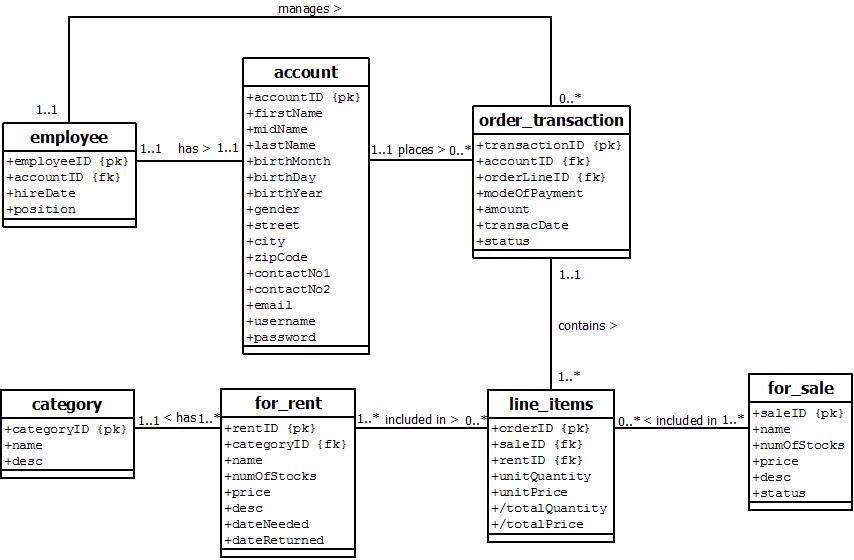 manages >
1..1
0..*
employee
+employeeID {pk}
+accountID {fk}
+hireDate
+position
1..1 has > 1..1
account
+accountID {pk}
+firstName
+midName
+lastName
+birthMonth
+birthDay
+birthYear
+gender
+street
+city
+zipCode
+contactNo1
+contactNo2
+email
+username
+password
1..1 places > 0..*
order_transaction
+transactionID {pk}
+accountID {fk}
+orderLineID {fk}
+modeOfPayment
+amount
+transacDate
+status
1..1
contains >
1..*
category
+categoryID {pk}
+name
+desc
1..1 < has 1..*
for_rent
+rentID {pk}
+categoryID {fk}
+name
+numOfStocks
+price
+desc
+dateNeeded
+dateReturned
1..* included in > 0..*
line_items
+orderID {pk}
+saleID {fk}
+rentID {fk}
+unitQuantity
+unitPrice
+/totalQuantity
+/totalPrice
0..* < included in 1..*
for_sale
+saleID {pk}
+name
+numOfStocks
+price
+desc
+status